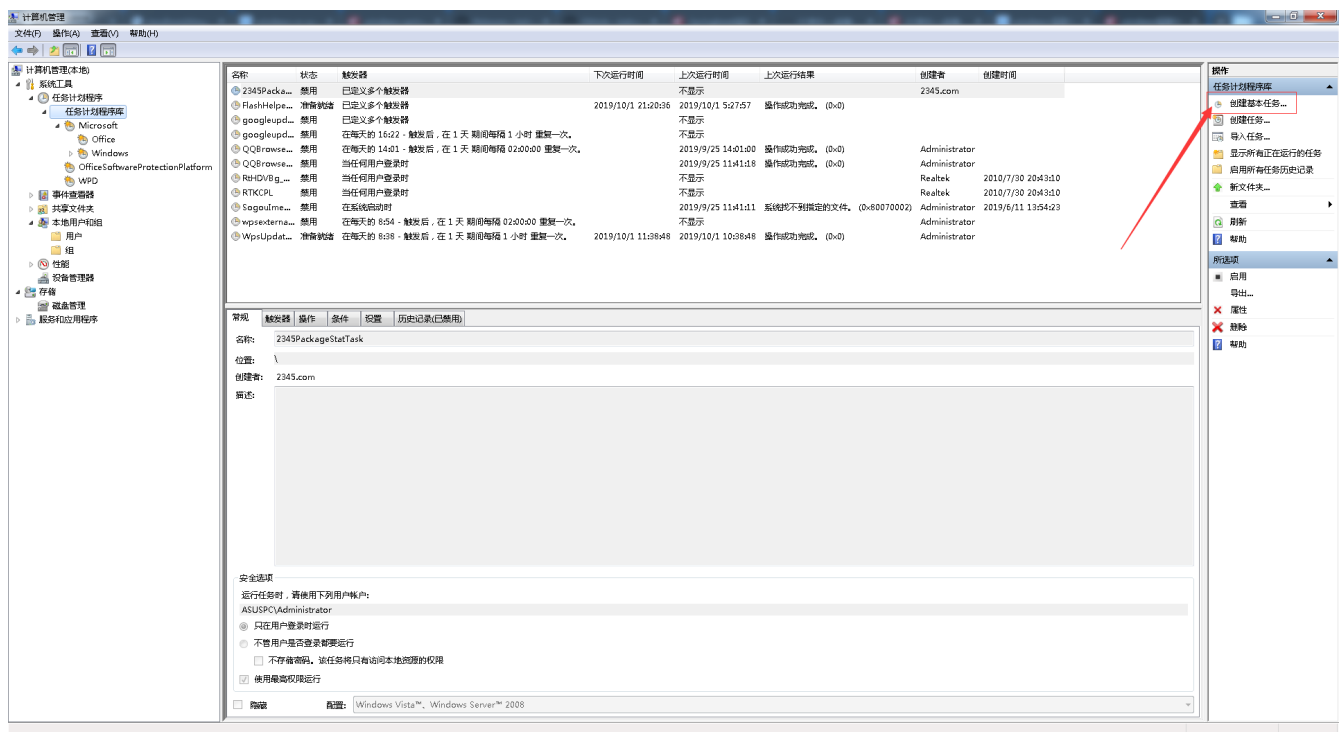 计算机管理
文件(F) 操作(A) 查看(V) 帮助(H)
计算机管理(本地)
系统工具
任务计划程序
任务计划程序库
Microsoft
Office
Windows
OfficeSoftwareProtectionPlatform
WPD
事件查看器
共享文件夹
本地用户和组
用户
组
性能
设备管理器
存储
磁盘管理
服务和应用程序
名称 状态 触发器 下次运行时间 上次运行时间 上次运行结果 创建者 创建时间
2345Packa... 禁用 已定义多个触发器 不显示 2345.com
FlashHelpe... 准备就绪 已定义多个触发器 2019/10/1 21:20:36 2019/10/1 5:27:57 操作成功完成。 (0x0)
googleupd... 禁用 已定义多个触发器 不显示
googleupd... 禁用 在每天的 16:22 - 触发后，在 1 天 期间每隔 1 小时 重复一次。 不显示
QQBrowse... 禁用 在每天的 14:01 - 触发后，在 1 天 期间每隔 02:00:00 重复一次。 2019/9/25 14:01:00 操作成功完成。 (0x0) Administrator
QQBrowse... 禁用 当任何用户登录时 2019/9/25 11:41:18 操作成功完成。 (0x0) Administrator
RtHDVBg_... 禁用 当任何用户登录时 不显示 Realtek 2010/7/30 20:43:10
RTKCPL 禁用 当任何用户登录时 不显示 Realtek 2010/7/30 20:43:10
SogouIme... 禁用 在系统启动时 2019/9/25 11:41:11 系统找不到指定的文件。 (0x80070002) Administrator 2019/6/11 13:54:23
wpsexterna... 禁用 在每天的 8:54 - 触发后，在 1 天 期间每隔 02:00:00 重复一次。 不显示 Administrator
WpsUpdat... 准备就绪 在每天的 8:38 - 触发后，在 1 天 期间每隔 1 小时 重复一次。 2019/10/1 11:38:48 2019/10/1 10:38:48 操作成功完成。 (0x0) Administrator
常规 触发器 操作 条件 设置 历史记录(已禁用)
名称: 2345PackageStatTask
位置: \
创建者: 2345.com
描述:
安全选项
运行任务时，请使用下列用户帐户:
ASUSPC\Administrator
只在用户登录时运行
不管用户是否登录都要运行
不存储密码。该任务将只有访问本地资源的权限
使用最高权限运行
隐藏 配置: Windows Vista™、Windows Server™ 2008
操作
任务计划程序库
创建基本任务...
创建任务...
导入任务...
显示所有正在运行的任务
启用所有任务历史记录
新文件夹...
查看
刷新
帮助
所选项
启用
导出...
属性
删除
帮助